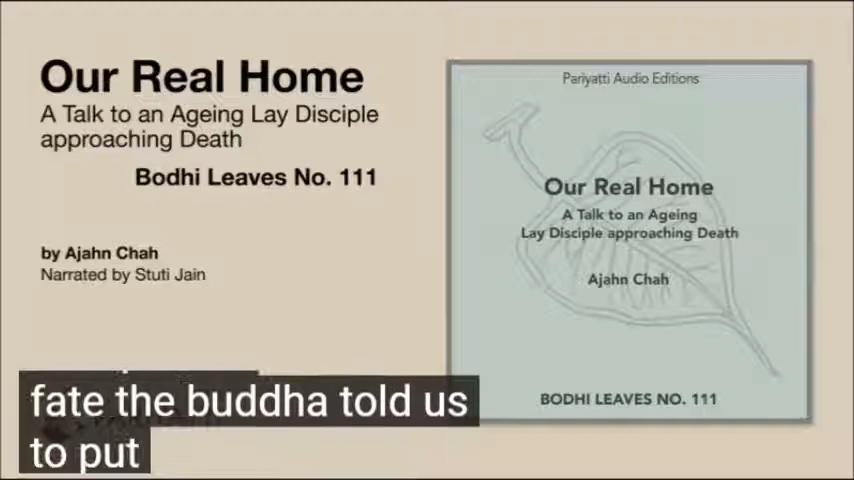 Our Real Home
A Talk to an Ageing Lay Disciple
approaching Death
Bodhi Leaves No. 111
by Ajahn Chah
Narrated by Stuti Jain
Pariyatti Audio Editions
Our Real Home
A Talk to an Ageing
Lay Disciple approaching Death
Ajahn Chah
BODHI LEAVES NO. 111
fate the buddha told us
to put